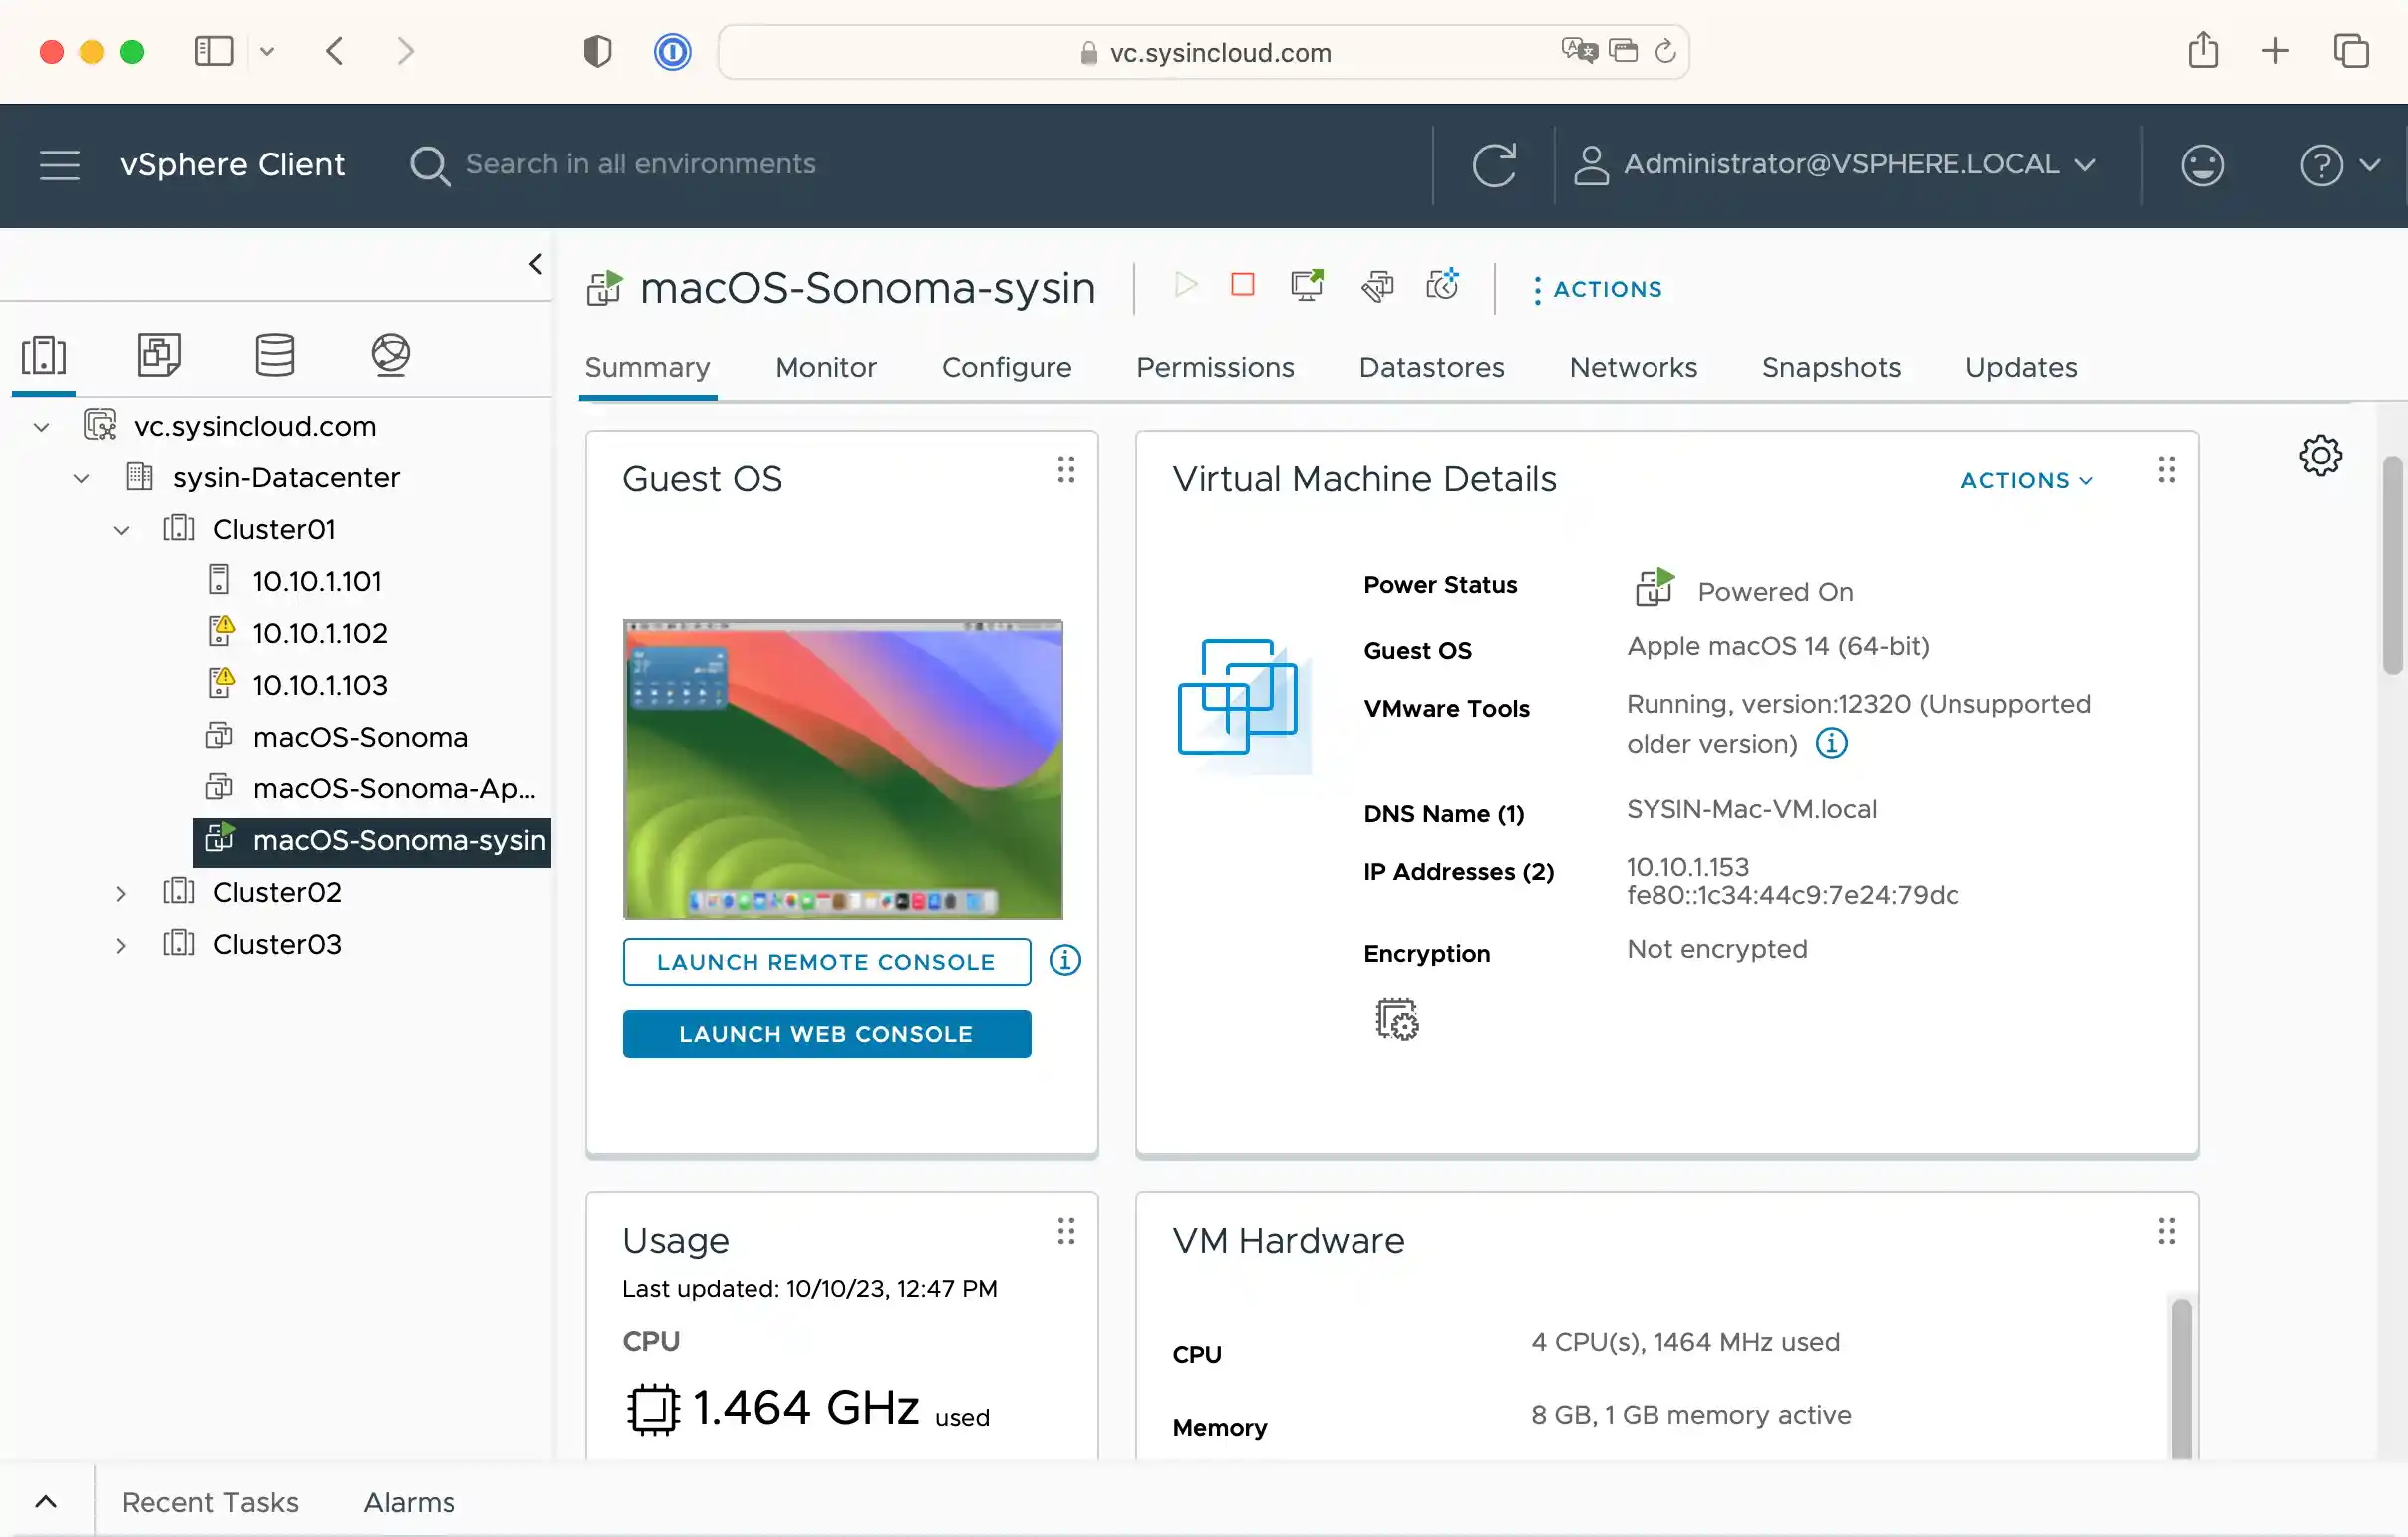 vc.sysincloud.com
vSphere Client
Search in all environments
Administrator@VSPHERE.LOCAL
macOS-Sonoma-sysin
ACTIONS
Summary
Monitor
Configure
Permissions
Datastores
Networks
Snapshots
Updates
vc.sysincloud.com
sysin-Datacenter
Cluster01
10.10.1.101
10.10.1.102
10.10.1.103
macOS-Sonoma
macOS-Sonoma-Ap...
macOS-Sonoma-sysin
Cluster02
Cluster03
Guest OS
LAUNCH REMOTE CONSOLE
LAUNCH WEB CONSOLE
Virtual Machine Details
ACTIONS
Power Status
Powered On
Guest OS
Apple macOS 14 (64-bit)
VMware Tools
Running, version:12320 (Unsupported
older version)
DNS Name (1)
SYSIN-Mac-VM.local
IP Addresses (2)
10.10.1.153
fe80::1c34:44c9:7e24:79dc
Encryption
Not encrypted
Usage
Last updated: 10/10/23, 12:47 PM
CPU
1.464 GHz used
VM Hardware
CPU
4 CPU(s), 1464 MHz used
Memory
8 GB, 1 GB memory active
Recent Tasks
Alarms